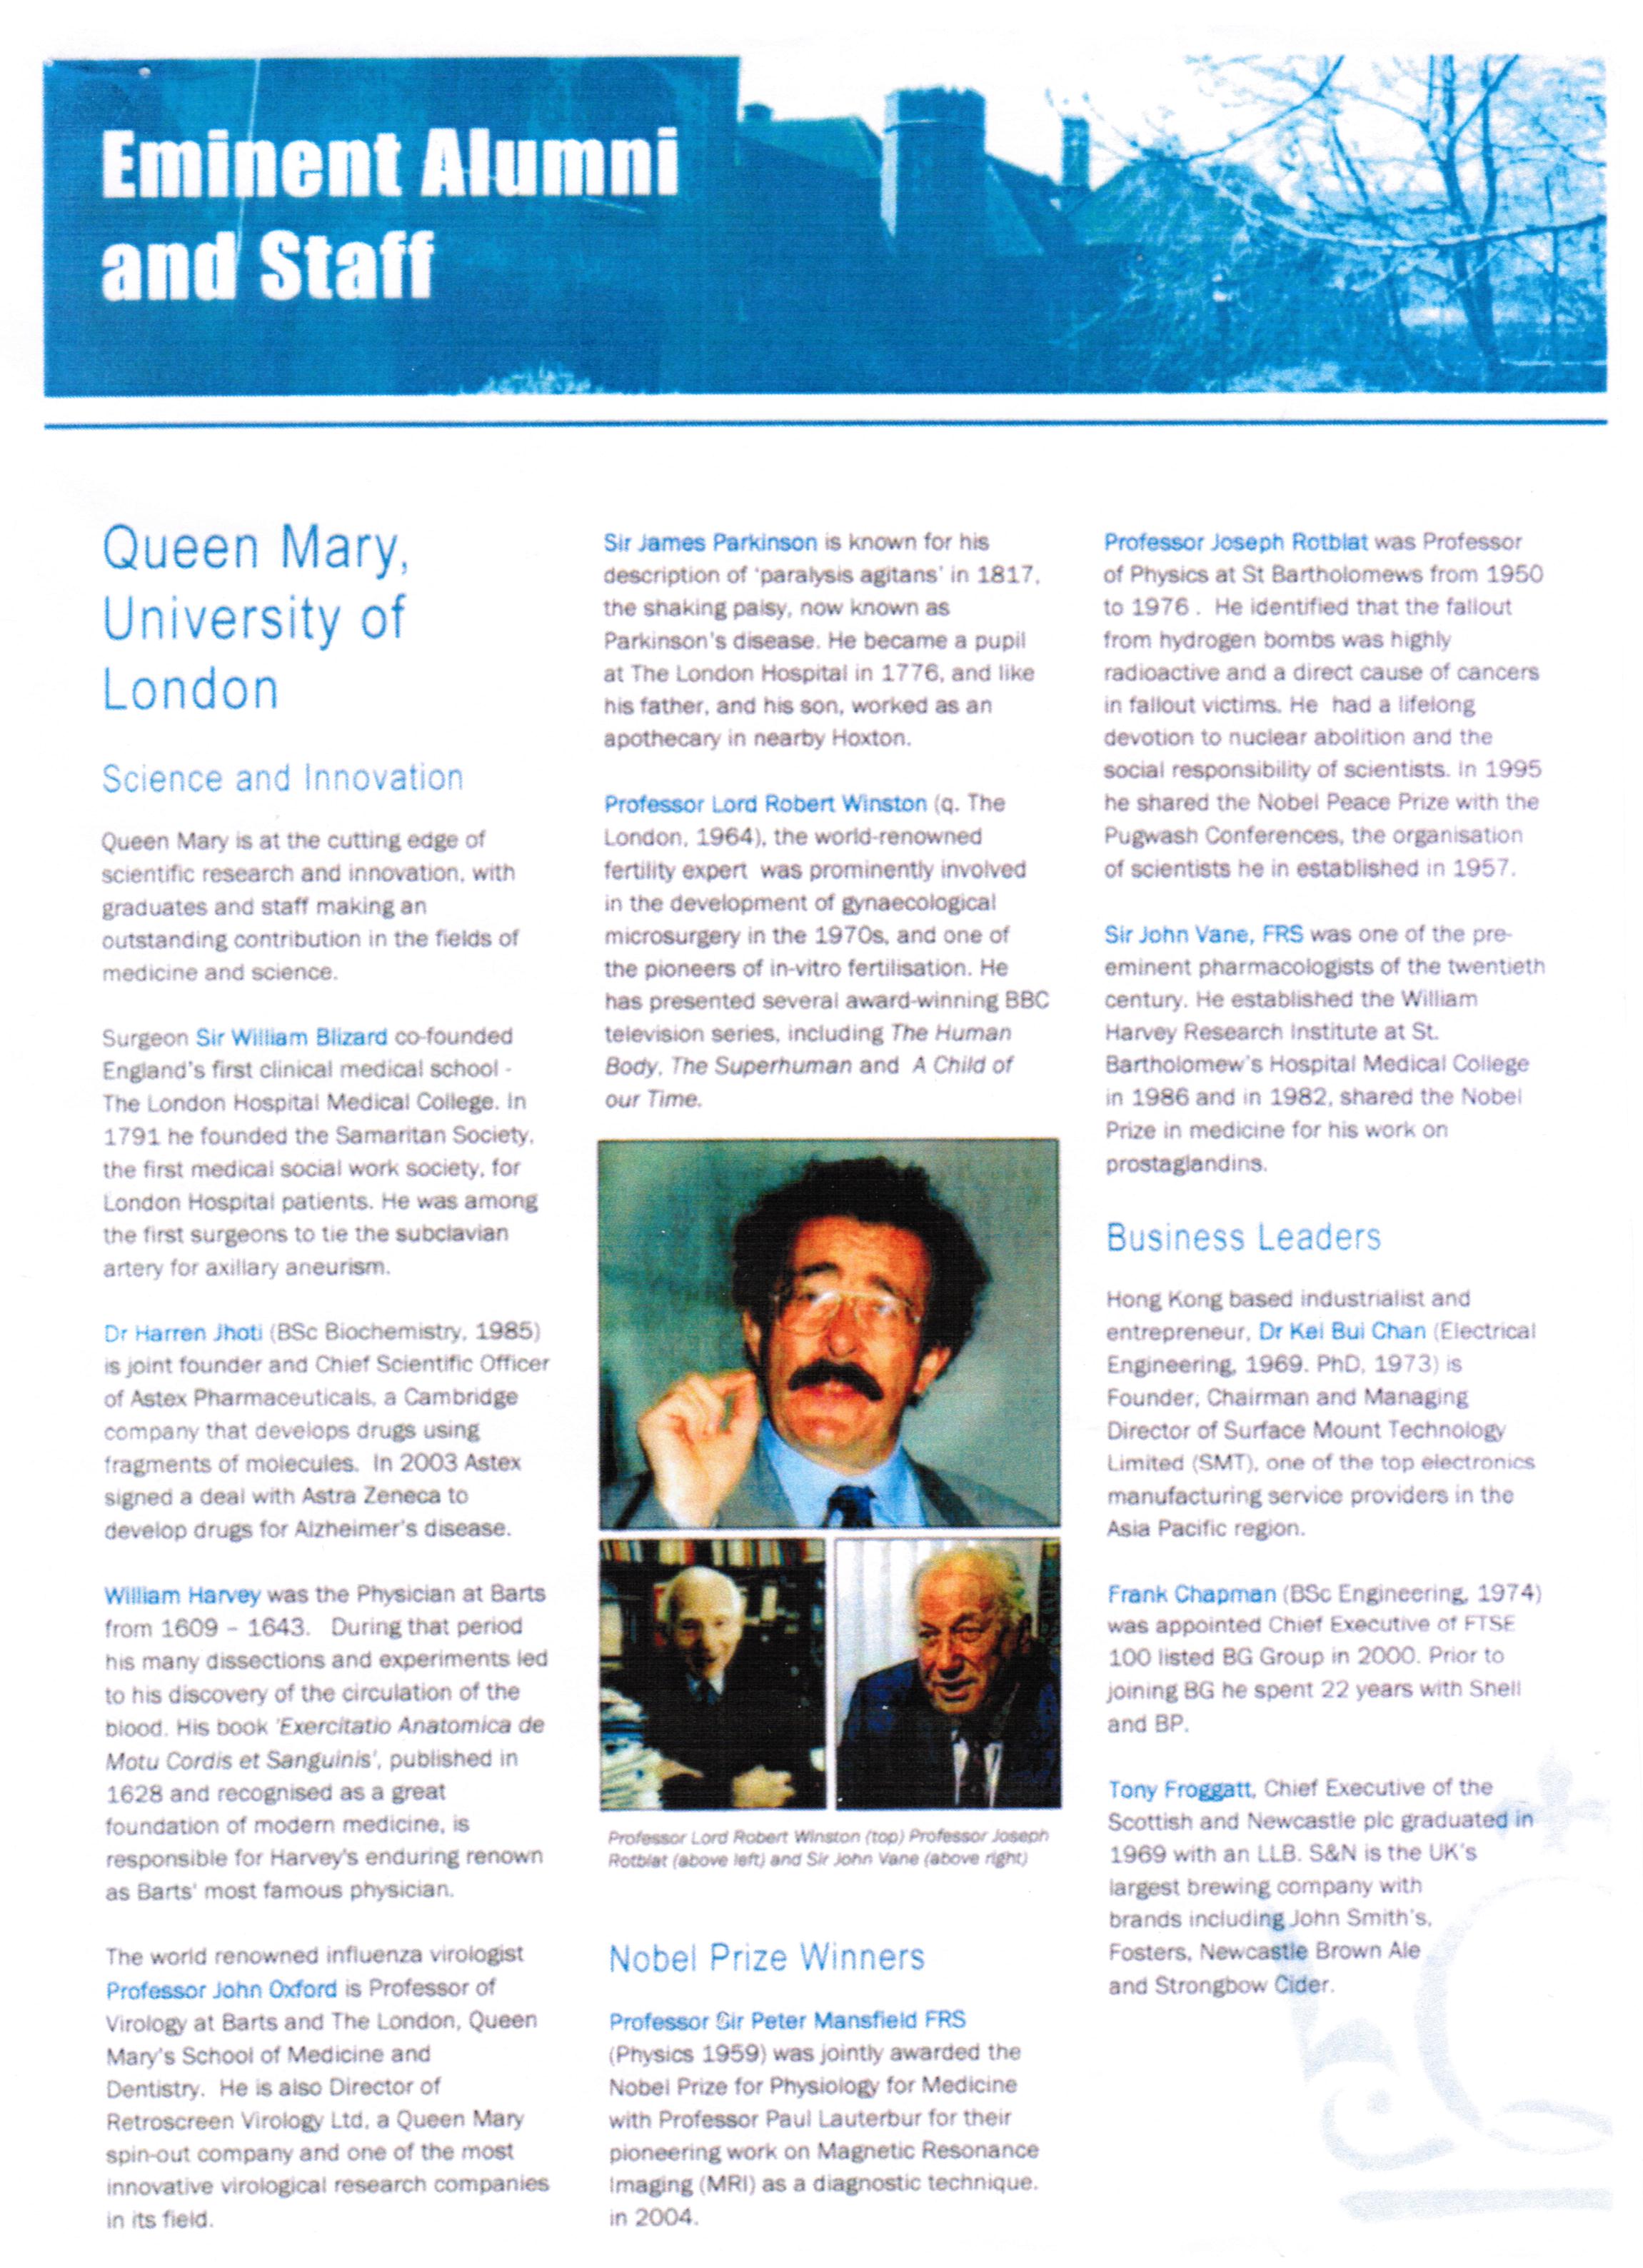 Eminent Alumni
and Staff
Queen Mary,
University of
London
Science and Innovation
Queen Mary is at the cutting edge of
scientific research and innovation, with
graduates and staff making an
outstanding contribution in the fields of
medicine and science.
Surgeon Sir William Blizard co-founded
England's first clinical medical school -
The London Hospital Medical College. In
1791 he founded the Samaritan Society,
the first medical social work society, for
London Hospital patients. He was among
the first surgeons to tie the subclavian
artery for axillary aneurism.
Dr Harren Jhoti (BSc Biochemistry, 1985)
is joint founder and Chief Scientific Officer
of Astex Pharmaceuticals, a Cambridge
company that develops drugs using
fragments of molecules. In 2003 Astex
signed a deal with Astra Zeneca to
develop drugs for Alzheimer's disease.
William Harvey was the Physician at Barts
from 1609 – 1643. During that period
his many dissections and experiments led
to his discovery of the circulation of the
blood. His book 'Exercitatio Anatomica de
Motu Cordis et Sanguinis', published in
1628 and recognised as a great
foundation of modern medicine, is
responsible for Harvey's enduring renown
as Barts' most famous physician.
The world renowned influenza virologist
Professor John Oxford is Professor of
Virology at Barts and The London, Queen
Mary's School of Medicine and
Dentistry. He is also Director of
Retroscreen Virology Ltd, a Queen Mary
spin-out company and one of the most
innovative virological research companies
in its field.
Sir James Parkinson is known for his
description of 'paralysis agitans' in 1817,
the shaking palsy, now known as
Parkinson's disease. He became a pupil
at The London Hospital in 1776, and like
his father, and his son, worked as an
apothecary in nearby Hoxton.
Professor Lord Robert Winston (q. The
London, 1964), the world-renowned
fertility expert was prominently involved
in the development of gynaecological
microsurgery in the 1970s, and one of
the pioneers of in-vitro fertilisation. He
has presented several award-winning BBC
television series, including The Human
Body, The Superhuman and A Child of
our Time.
Professor Lord Robert Winston (top) Professor Joseph
Rotblat (above left) and Sir John Vane (above right)
Nobel Prize Winners
Professor Sir Peter Mansfield FRS
(Physics 1959) was jointly awarded the
Nobel Prize for Physiology for Medicine
with Professor Paul Lauterbur for their
pioneering work on Magnetic Resonance
Imaging (MRI) as a diagnostic technique.
in 2004.
Professor Joseph Rotblat was Professor
of Physics at St Bartholomews from 1950
to 1976 . He identified that the fallout
from hydrogen bombs was highly
radioactive and a direct cause of cancers
in fallout victims. He had a lifelong
devotion to nuclear abolition and the
social responsibility of scientists. In 1995
he shared the Nobel Peace Prize with the
Pugwash Conferences, the organisation
of scientists he in established in 1957.
Sir John Vane, FRS was one of the pre-
eminent pharmacologists of the twentieth
century. He established the William
Harvey Research Institute at St.
Bartholomew's Hospital Medical College
in 1986 and in 1982, shared the Nobel
Prize in medicine for his work on
prostaglandins.
Business Leaders
Hong Kong based industrialist and
entrepreneur, Dr Kei Bui Chan (Electrical
Engineering, 1969. PhD, 1973) is
Founder, Chairman and Managing
Director of Surface Mount Technology
Limited (SMT), one of the top electronics
manufacturing service providers in the
Asia Pacific region.
Frank Chapman (BSc Engineering, 1974)
was appointed Chief Executive of FTSE
100 listed BG Group in 2000. Prior to
joining BG he spent 22 years with Shell
and BP.
Tony Froggatt, Chief Executive of the
Scottish and Newcastle plc graduated in
1969 with an LLB. S&N is the UK's
largest brewing company with
brands including John Smith's,
Fosters, Newcastle Brown Ale
and Strongbow Cider.